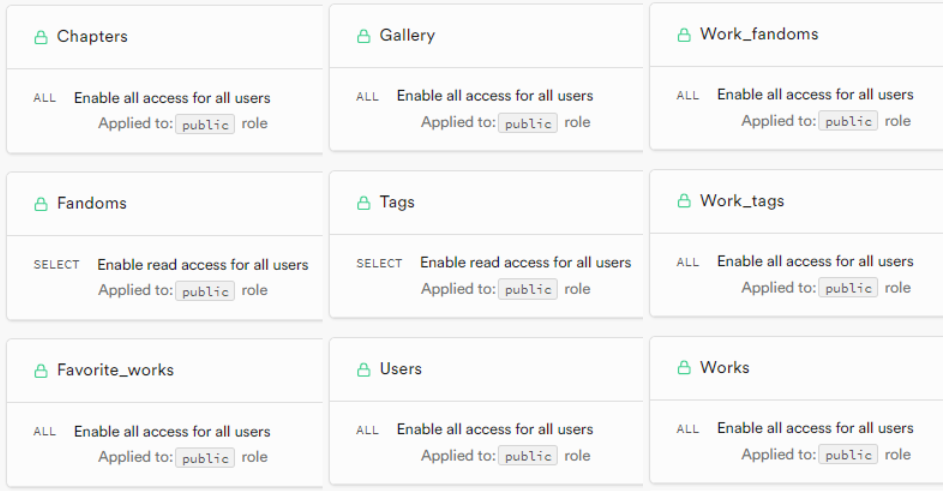 Chapters
ALL Enable all access for all users
Applied to: public role
Fandoms
SELECT Enable read access for all users
Applied to: public role
Favorite_works
ALL Enable all access for all users
Applied to: public role
Gallery
ALL Enable all access for all users
Applied to: public role
Tags
SELECT Enable read access for all users
Applied to: public role
Users
ALL Enable all access for all users
Applied to: public role
Work_fandoms
ALL Enable all access for all users
Applied to: public role
Work_tags
ALL Enable all access for all users
Applied to: public role
Works
ALL Enable all access for all users
Applied to: public role